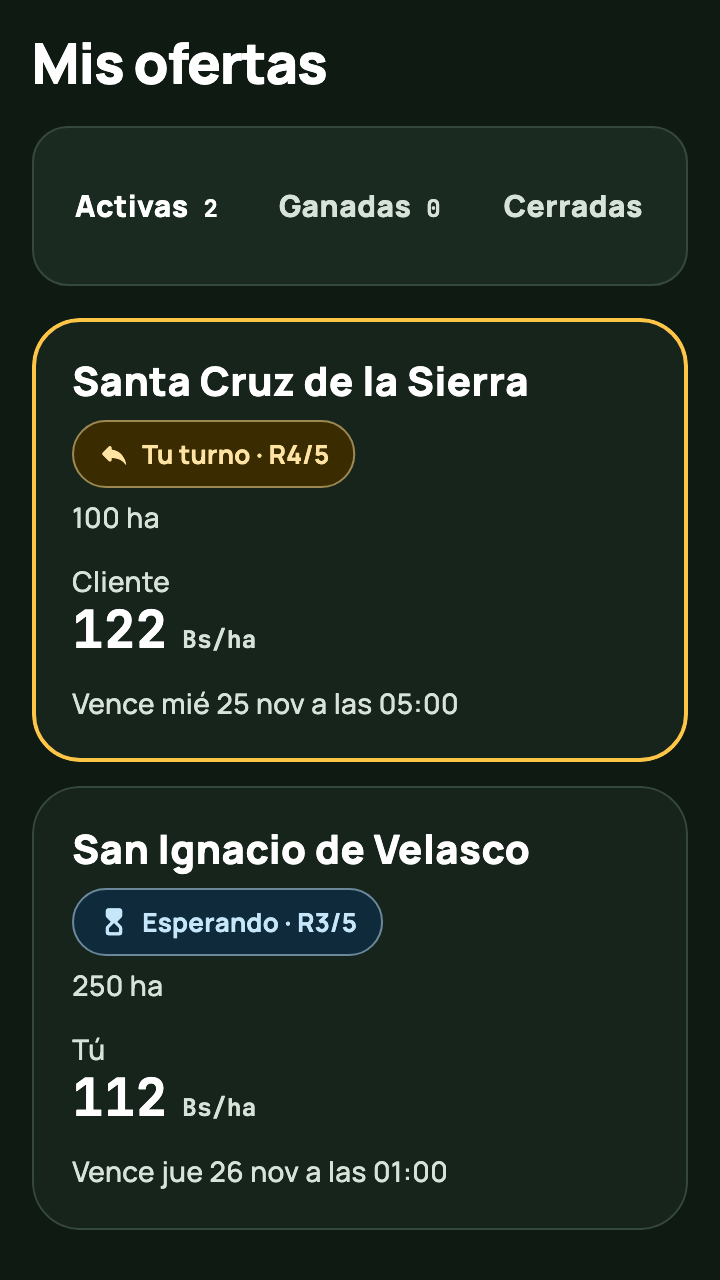 Mis ofertas
Activas 2 Ganadas 0 Cerradas
Santa Cruz de la Sierra
Tu turno · R4/5
100 ha
Cliente
122 Bs/ha
Vence mié 25 nov a las 05:00
San Ignacio de Velasco
Esperando · R3/5
250 ha
Tú
112 Bs/ha
Vence jue 26 nov a las 01:00